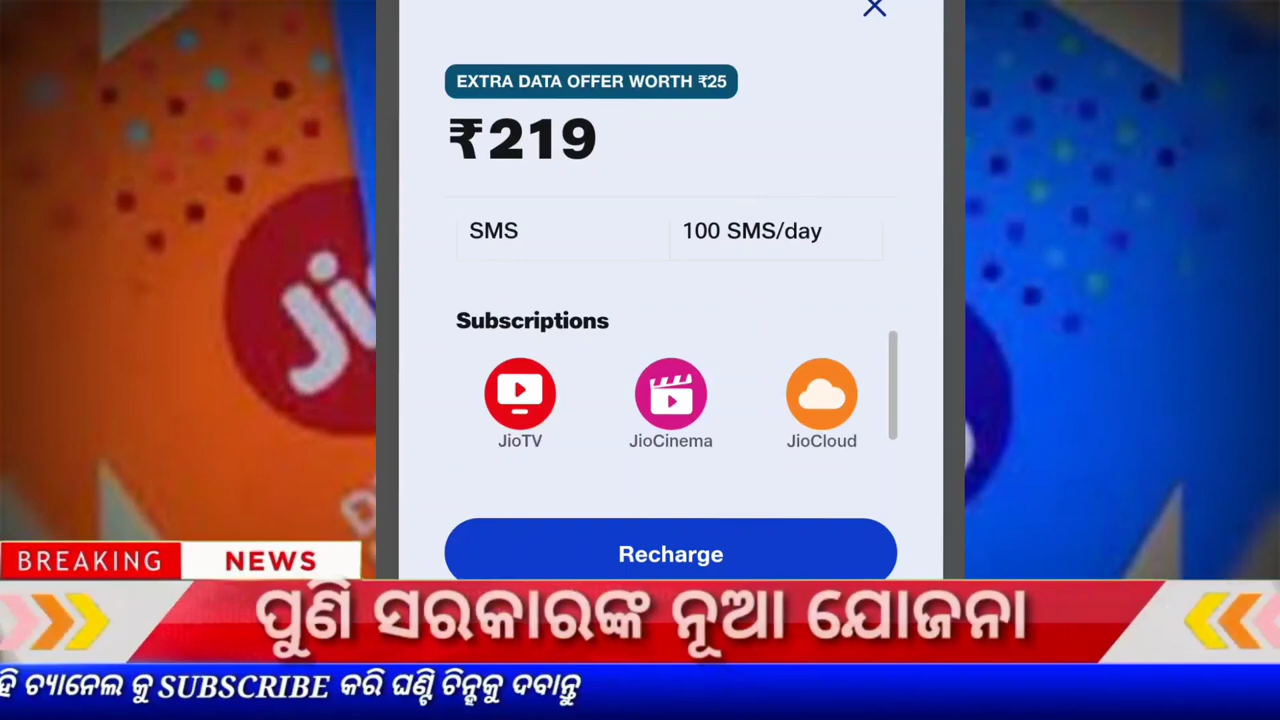 EXTRA DATA OFFER WORTH ₹25
₹219
SMS 100 SMS/day
Subscriptions
JioTV JioCinema JioCloud
Recharge
BREAKING NEWS
ପୁଣି ସରକାରଙ୍କ ନୂଆ ଯୋଜନା
ଚ୍ୟାନେଲ କୁ SUBSCRIBE କରି ଘଣ୍ଟି ଚିହ୍ନକୁ ଦବାନ୍ତୁ